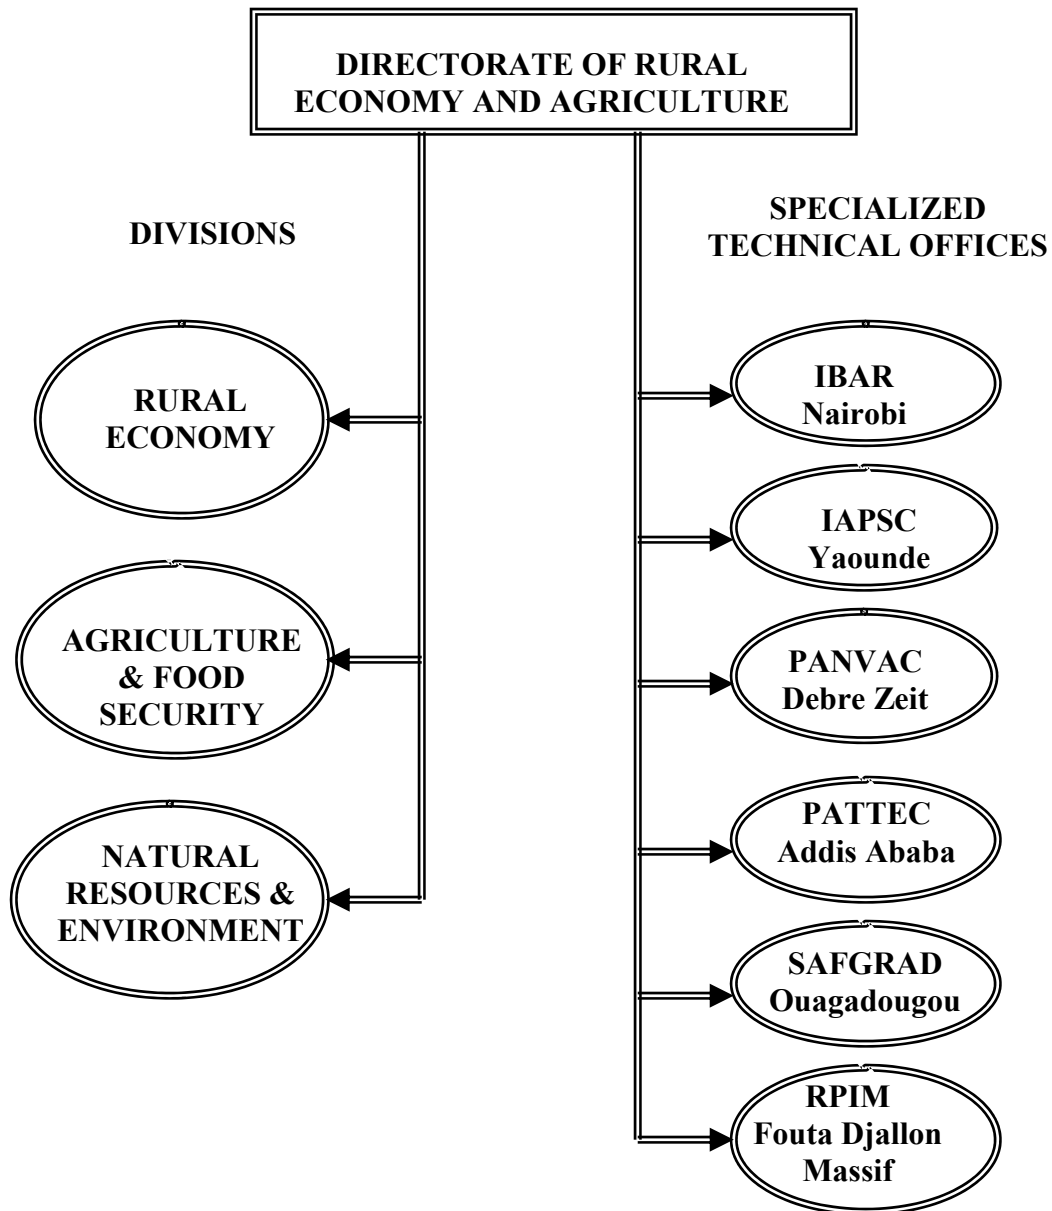 DIRECTORATE OF RURAL
ECONOMY AND AGRICULTURE
DIVISIONS
RURAL
ECONOMY
AGRICULTURE
& FOOD
SECURITY
NATURAL
RESOURCES &
ENVIRONMENT
SPECIALIZED
TECHNICAL OFFICES
IBAR
Nairobi
IAPSC
Yaounde
PANVAC
Debre Zeit
PATTEC
Addis Ababa
SAFGRAD
Ouagadougou
RPIM
Fouta Djallon
Massif